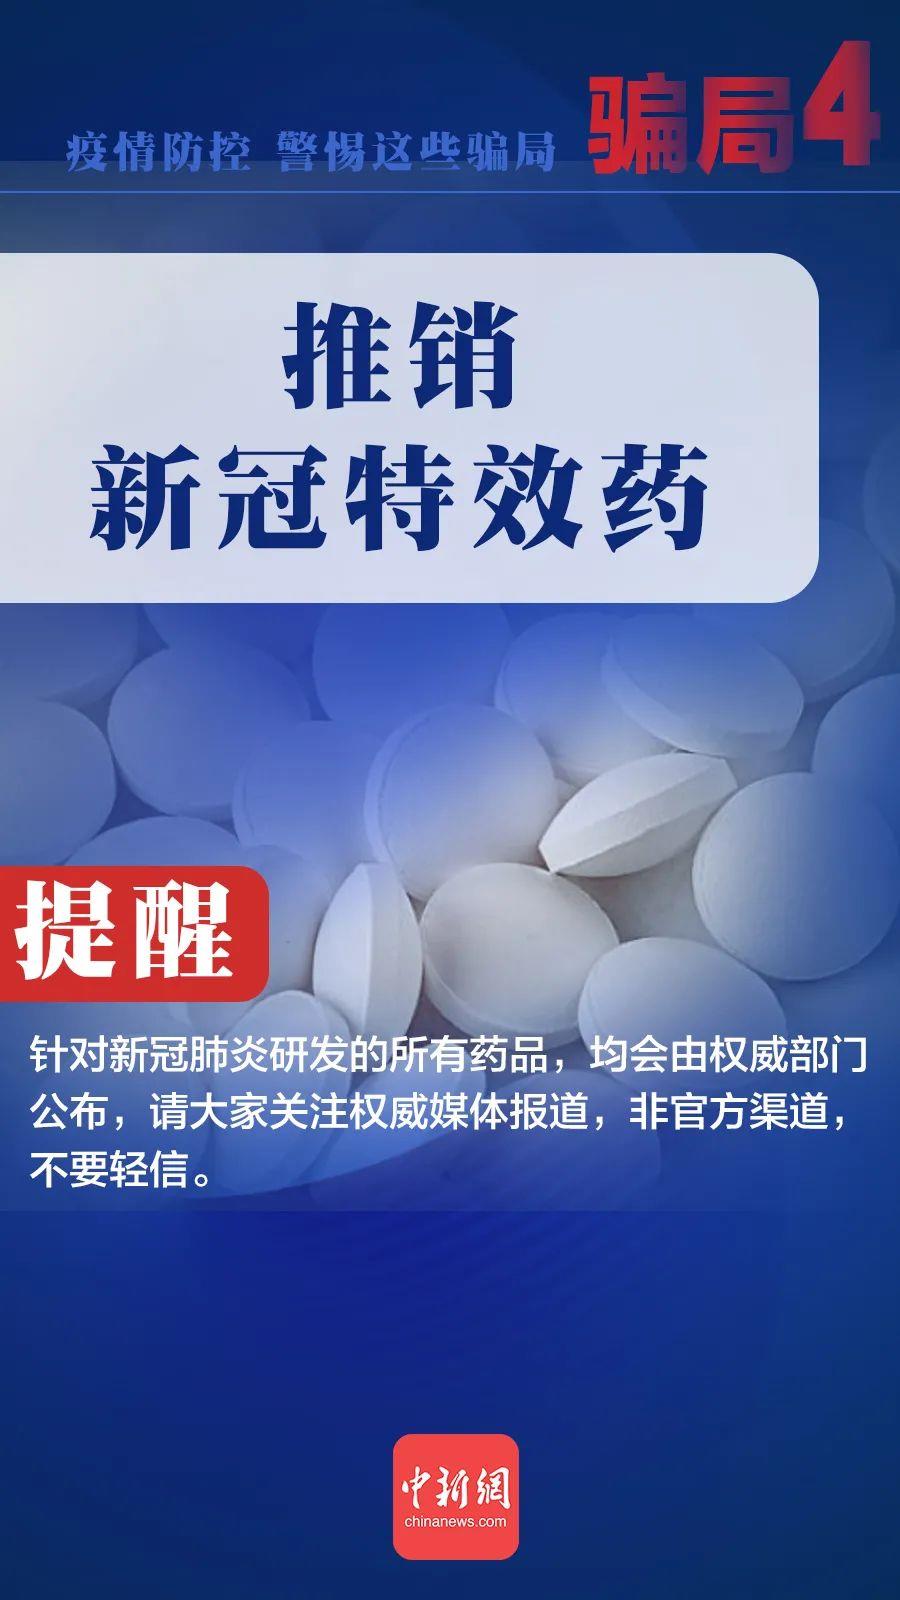 疫情防控 警惕这些骗局 骗局4
推销
新冠特效药
提醒
针对新冠肺炎研发的所有药品，均会由权威部门
公布，请大家关注权威媒体报道，非官方渠道，
不要轻信。
中新網
chinanews.com